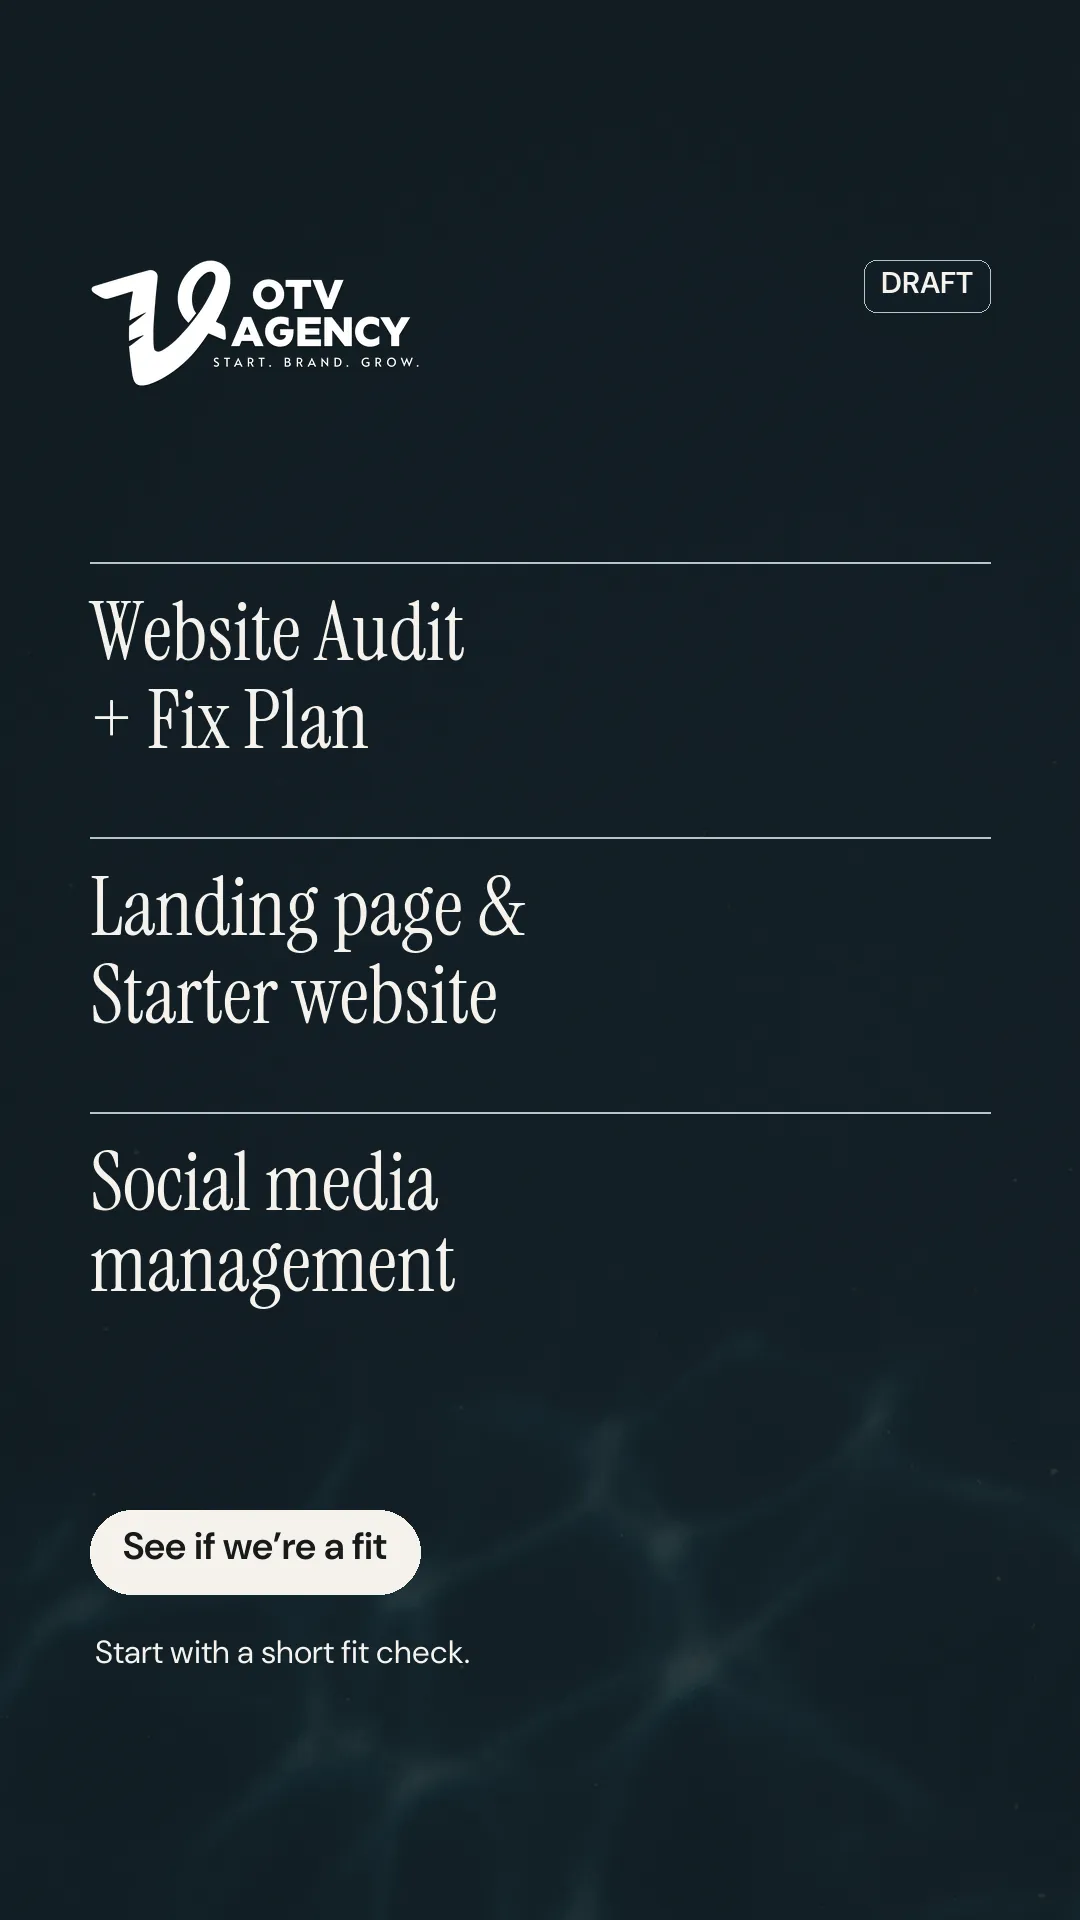 OTV
AGENCY
START. BRAND. GROW.
DRAFT
Website Audit
+ Fix Plan
Landing page &
Starter website
Social media
management
See if we’re a fit
Start with a short fit check.